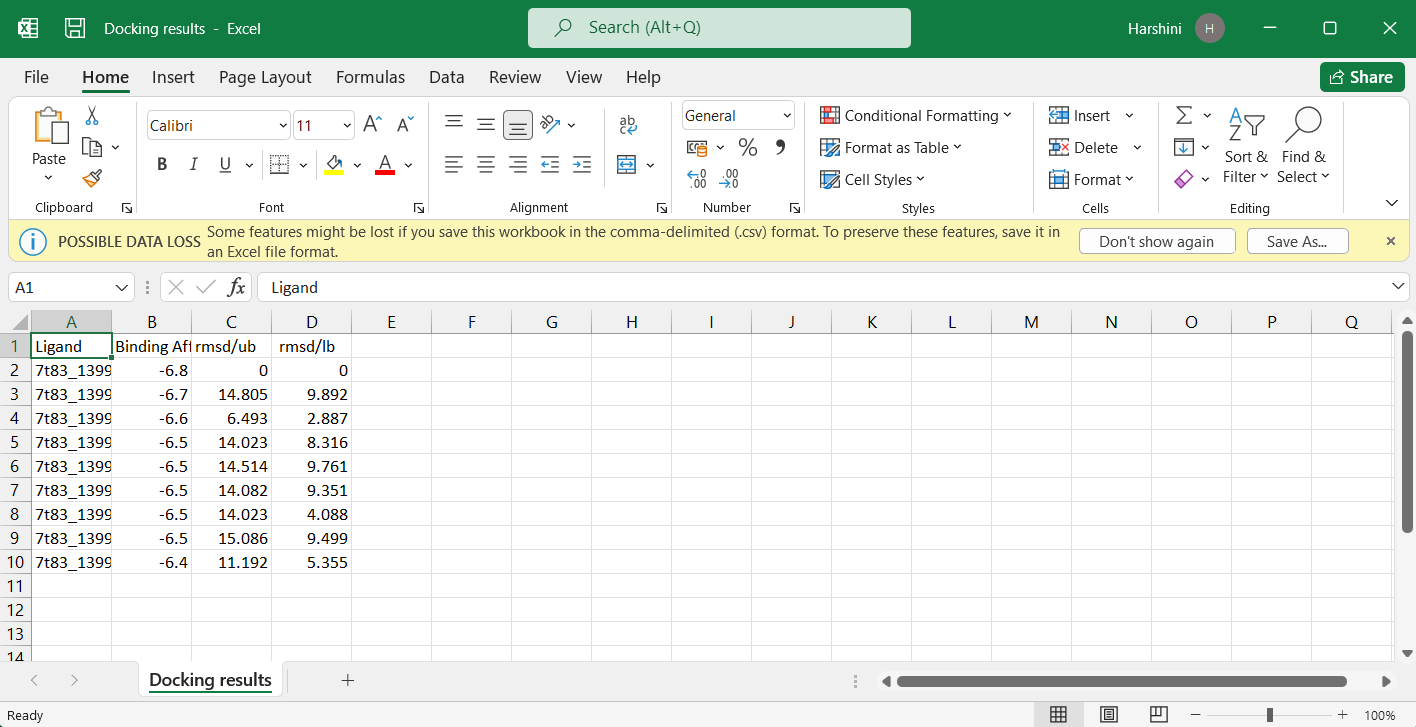 Docking results - Excel
Search (Alt+Q)
Harshini H
File Home Insert Page Layout Formulas Data Review View Help Share
Paste
Clipboard
Calibri 11
B I U A
Font
ab
Alignment
General
% 9
.00 .00
Number
Conditional Formatting
Format as Table
Cell Styles
Styles
Insert
Delete
Format
Cells
Sort & Filter
Find & Select
Editing
POSSIBLE DATA LOSS Some features might be lost if you save this workbook in the comma-delimited (.csv) format. To preserve these features, save it in
an Excel file format.
Don't show again Save As...
A1 fx Ligand
A B C D E F G H I J K L M N O P Q
1 Ligand Binding Aff rmsd/ub rmsd/lb
2 7t83_1399 -6.8 0 0
3 7t83_1399 -6.7 14.805 9.892
4 7t83_1399 -6.6 6.493 2.887
5 7t83_1399 -6.5 14.023 8.316
6 7t83_1399 -6.5 14.514 9.761
7 7t83_1399 -6.5 14.082 9.351
8 7t83_1399 -6.5 14.023 4.088
9 7t83_1399 -6.5 15.086 9.499
10 7t83_1399 -6.4 11.192 5.355
11
12
13
14
Docking results
Ready 100%